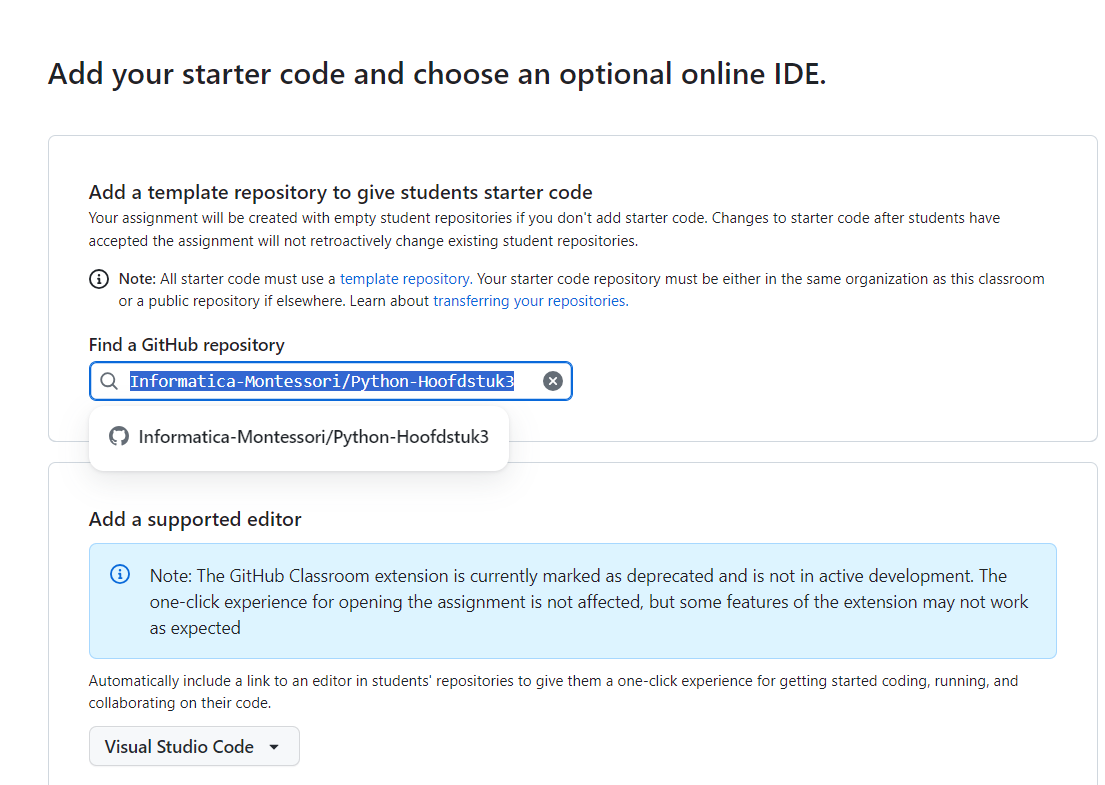 Add your starter code and choose an optional online IDE.
Add a template repository to give students starter code
Your assignment will be created with empty student repositories if you don't add starter code. Changes to starter code after students have
accepted the assignment will not retroactively change existing student repositories.
Note: All starter code must use a template repository. Your starter code repository must be either in the same organization as this classroom
or a public repository if elsewhere. Learn about transferring your repositories.
Find a GitHub repository
Informatica-Montessori/Python-Hoofdstuk3
Informatica-Montessori/Python-Hoofdstuk3
Add a supported editor
Note: The GitHub Classroom extension is currently marked as deprecated and is not in active development. The
one-click experience for opening the assignment is not affected, but some features of the extension may not work
as expected
Automatically include a link to an editor in students' repositories to give them a one-click experience for getting started coding, running, and
collaborating on their code.
Visual Studio Code